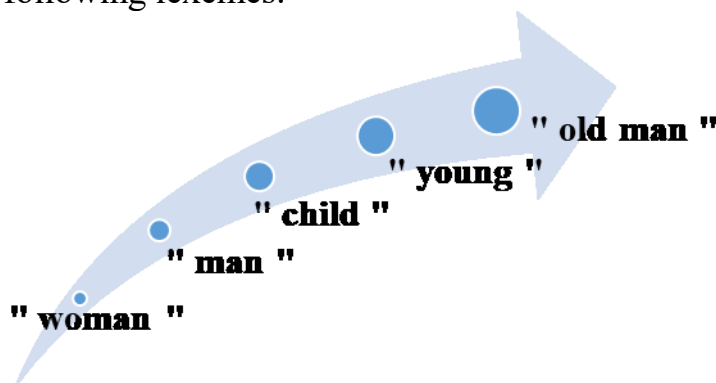 following lexemes:
" old man "
" young "
" child "
" man "
" woman "